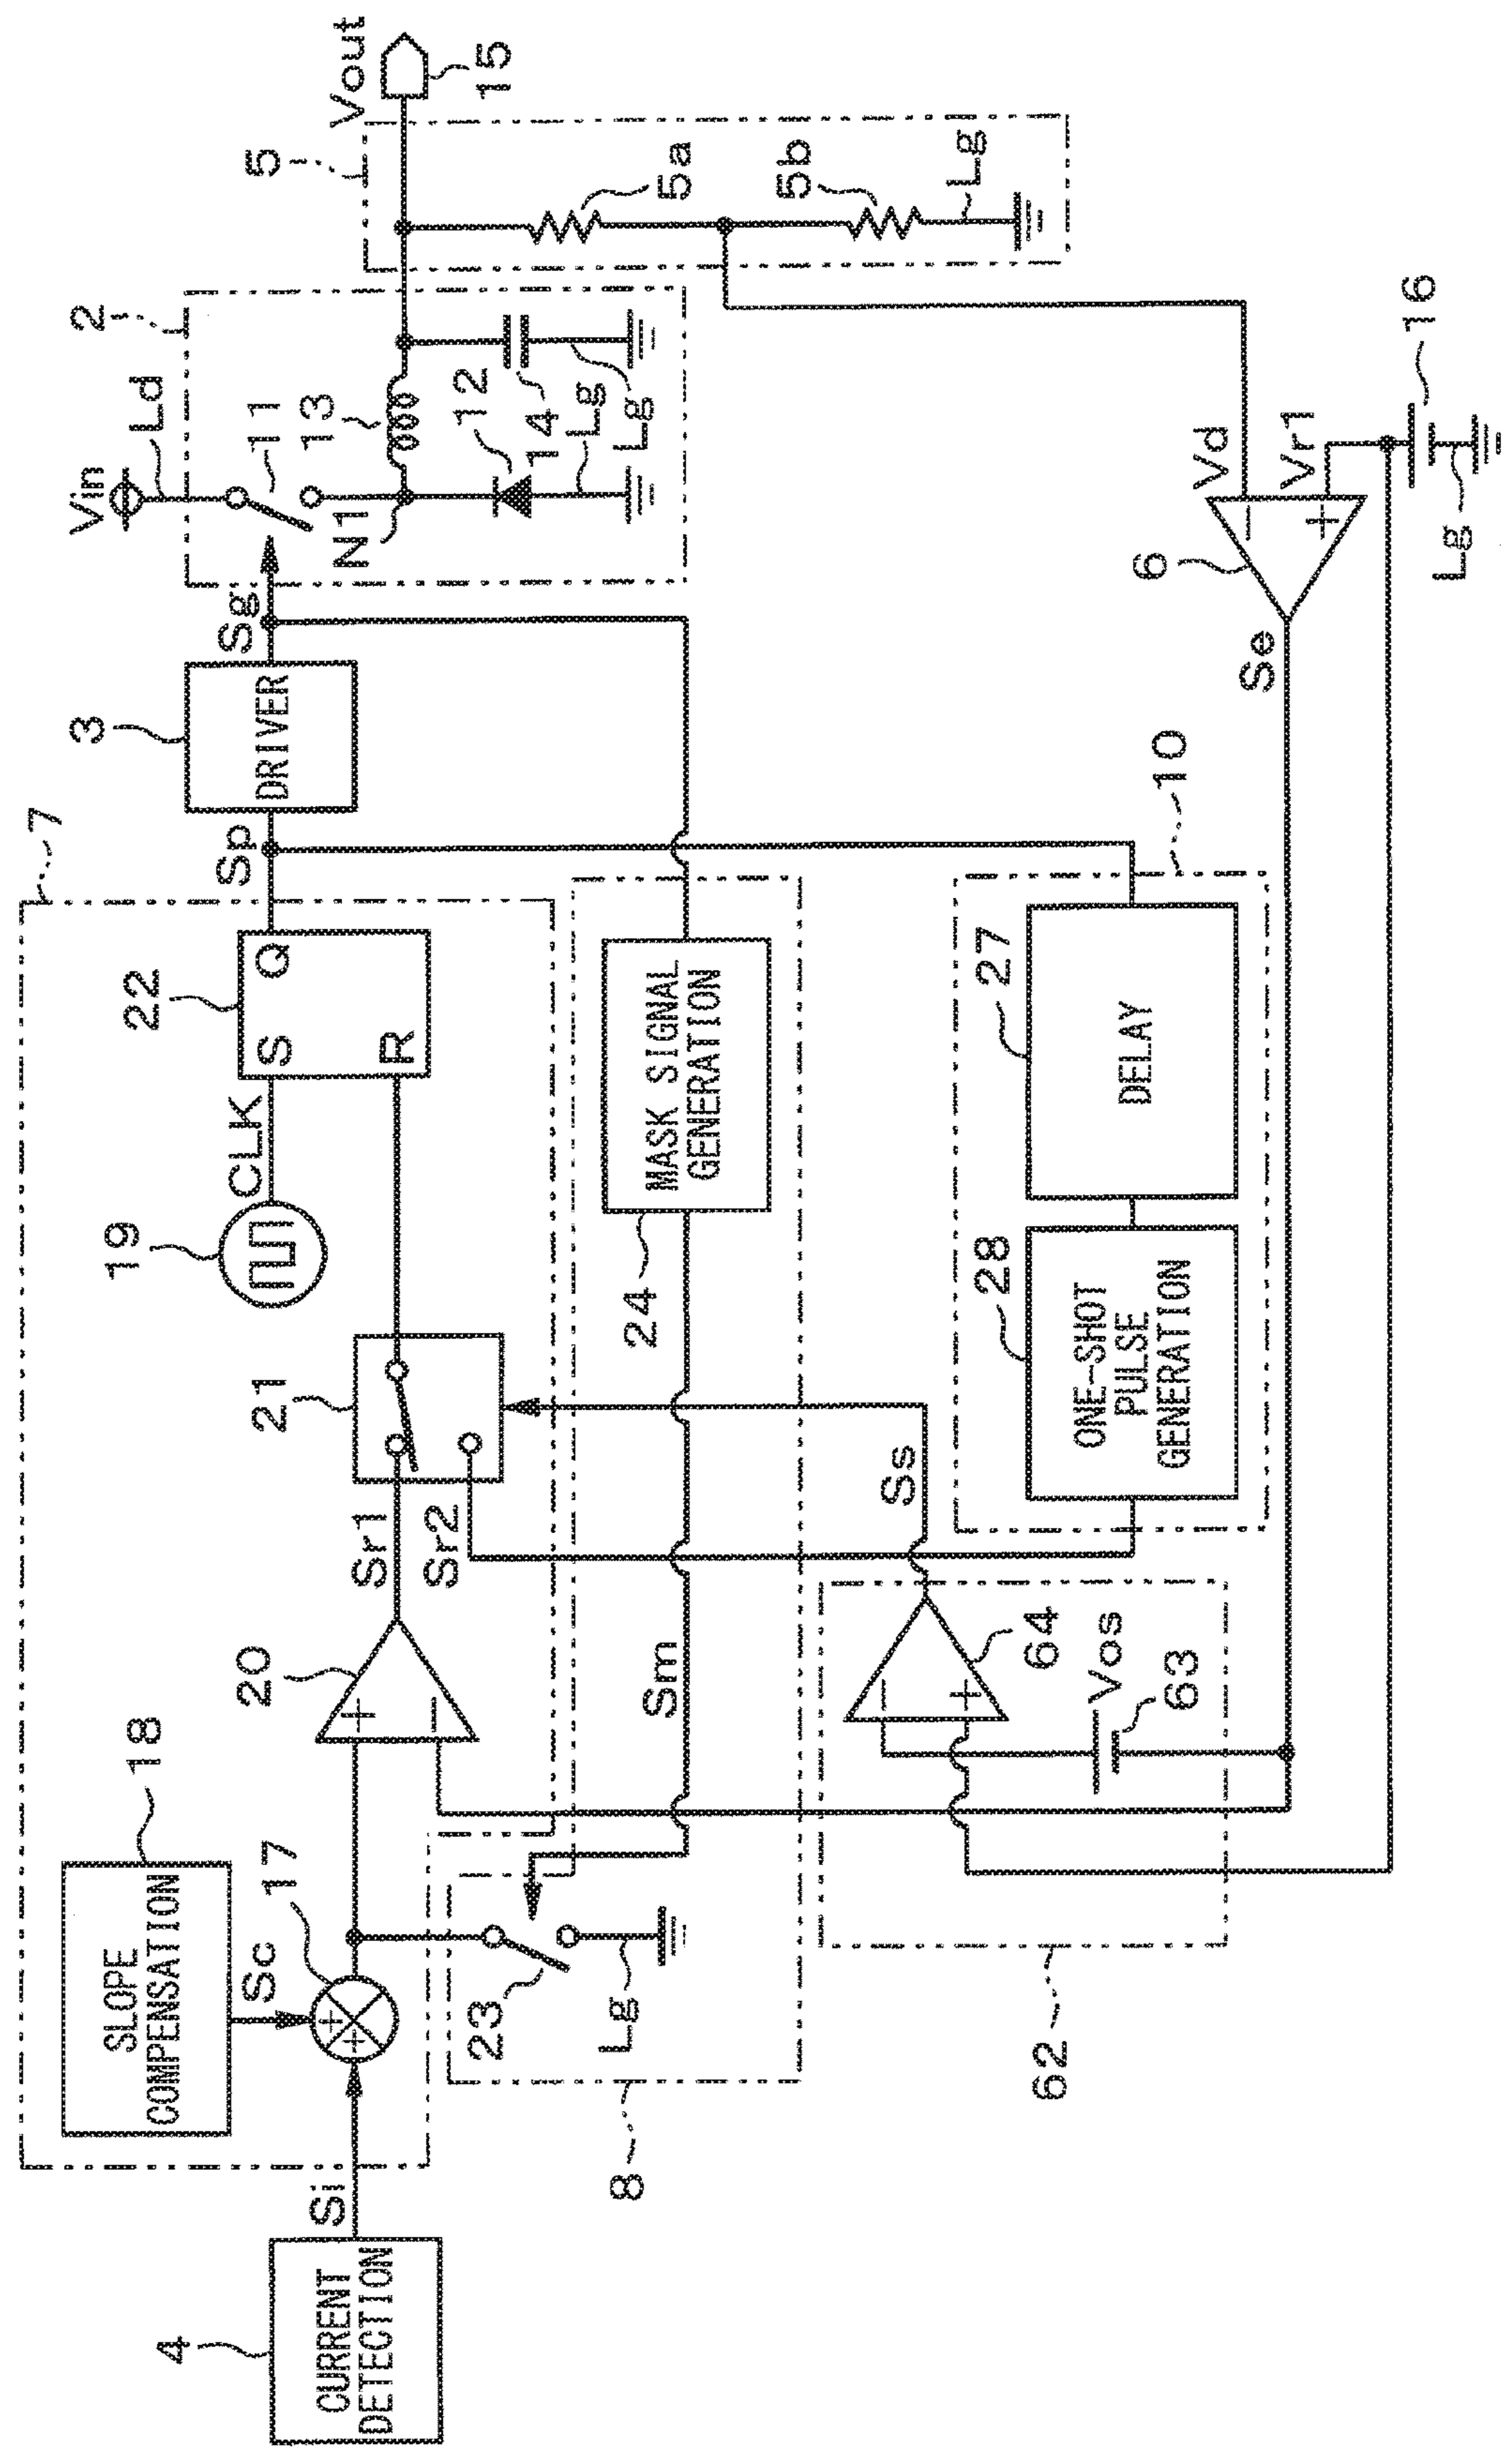 7
Vin
Ld
2
5
Vout
15
3
DRIVER
Sp
Sg
11
13
N1
12
14
Lg
Lg
5a
5b
Lg
18
SLOPE
COMPENSATION
Sc
17
4
CURRENT
DETECTION
Si
20
Sr1
Sr2
21
19
CLK
22
S
Q
R
23
Lg
8
Sm
24
MASK SIGNAL
GENERATION
Ss
62
64
Vos
63
28
ONE-SHOT
PULSE
GENERATION
27
DELAY
10
Se
6
Vd
Vr1
16
Lg